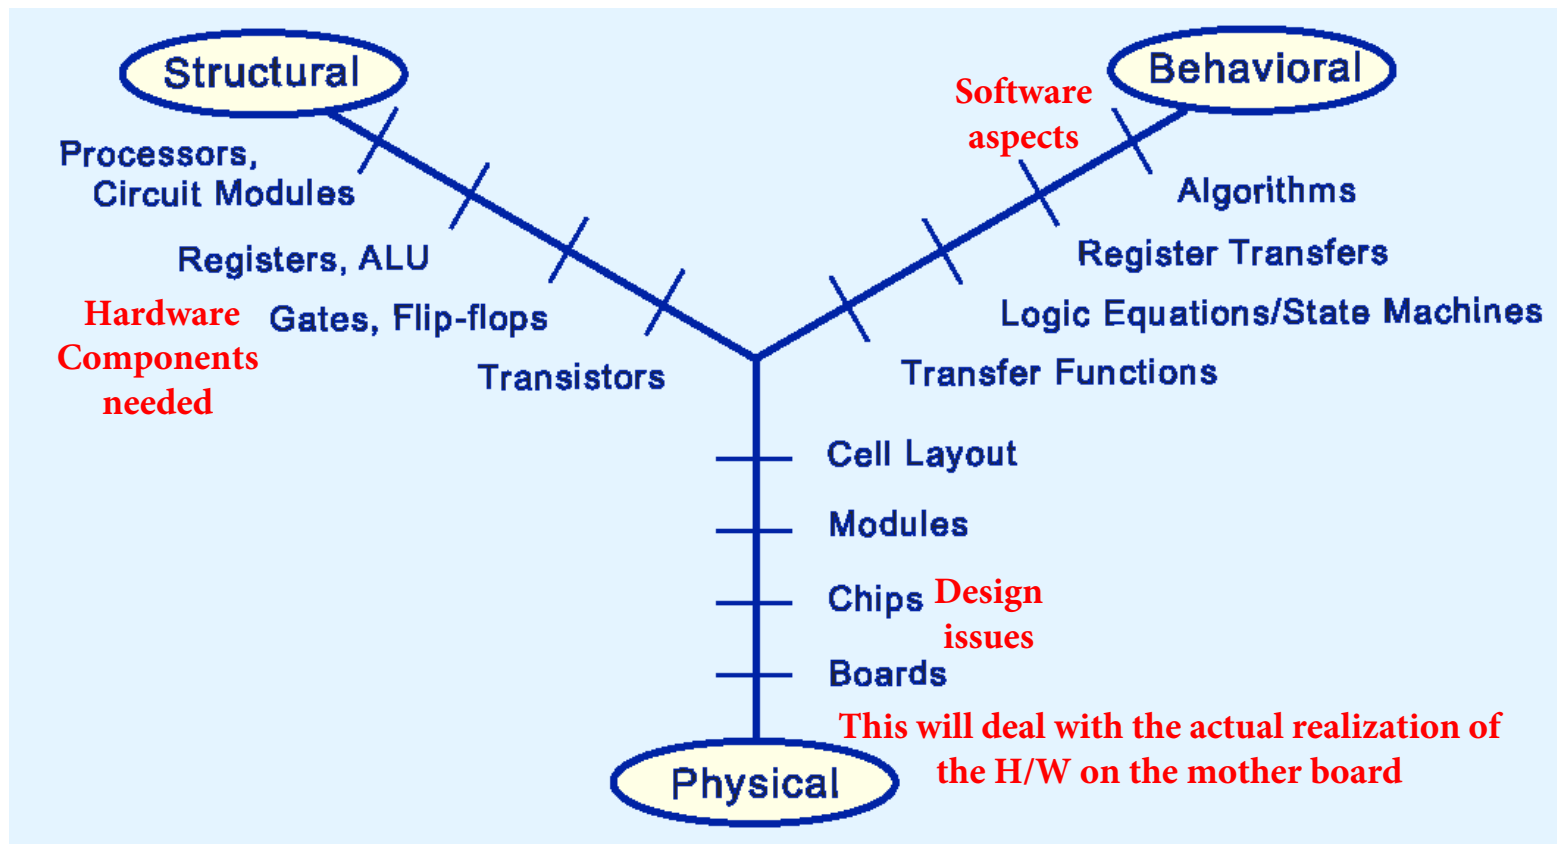 Structural
Behavioral
Software
aspects
Processors,
Circuit Modules
Algorithms
Registers, ALU
Register Transfers
Hardware
Components
needed
Gates, Flip-flops
Logic Equations/State Machines
Transistors
Transfer Functions
Cell Layout
Modules
Chips
Design
issues
Boards
This will deal with the actual realization of
the H/W on the mother board
Physical